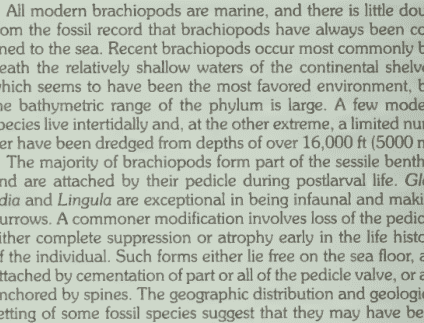 All modern brachiopods are marine, and there is little dou
om the fossil record that brachiopods have always been co
ned to the sea. Recent brachiopods occur most commonly b
eath the relatively shallow waters of the continental shelve
which seems to have been the most favored environment, b
he bathymetric range of the phylum is large. A few mode
pecies live intertidally and, at the other extreme, a limited nu
er have been dredged from depths of over 16,000 ft (5000 m
The majority of brachiopods form part of the sessile benth
nd are attached by their pedicle during postlarval life. Gl
dia and Lingula are exceptional in being infaunal and maki
urrows. A commoner modification involves loss of the pedic
ither complete suppression or atrophy early in the life histo
f the individual. Such forms either lie free on the sea floor, a
ttached by cementation of part or all of the pedicle valve, or a
nchored by spines. The geographic distribution and geologi
etting of some fossil species suggest that they may have be